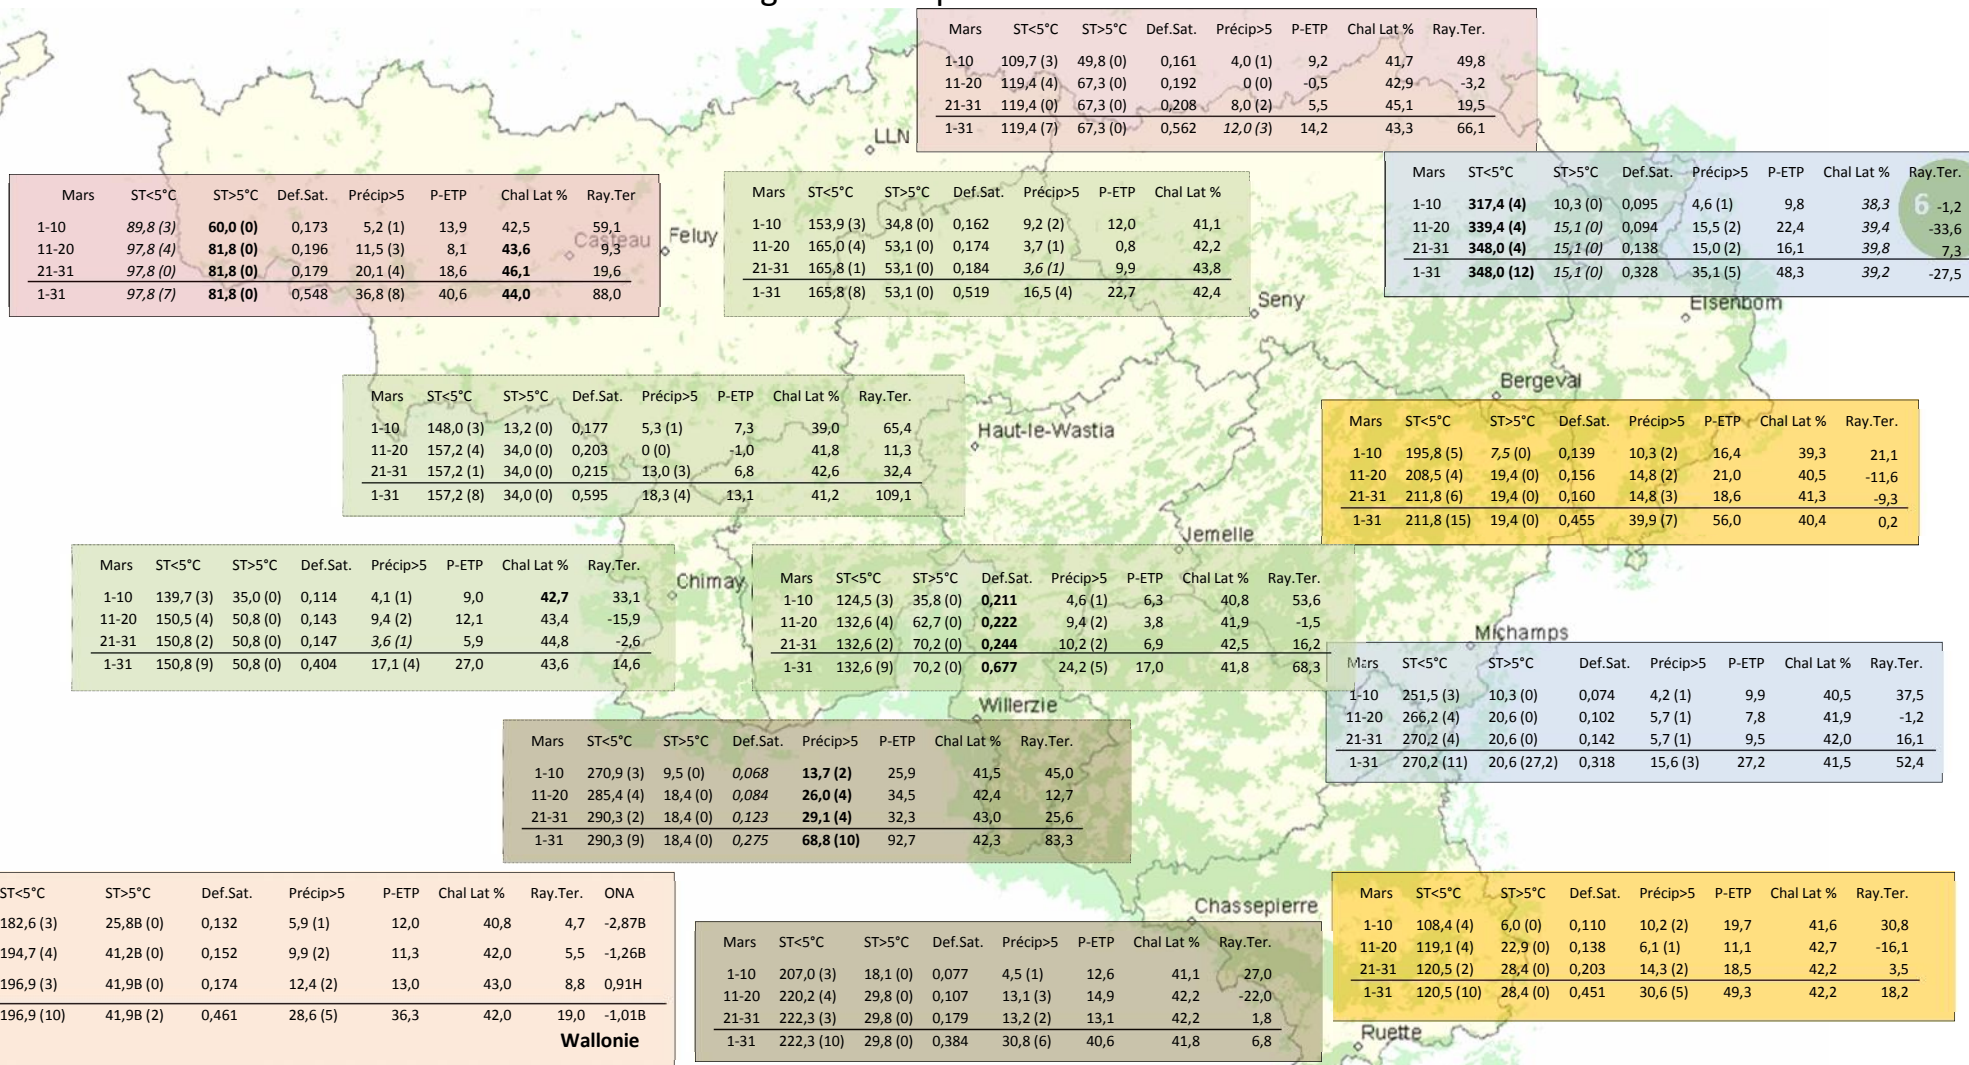 Mars ST<5°C ST>5°C Def.Sat. Précip>5 P-ETP Chal Lat % Ray.Ter.
1-10 109,7 (3) 49,8 (0) 0,161 4,0 (1) 9,2 41,7 49,8
11-20 119,4 (4) 67,3 (0) 0,192 0 (0) -0,5 42,9 -3,2
21-31 119,4 (0) 67,3 (0) 0,208 8,0 (2) 5,5 45,1 19,5
1-31 119,4 (7) 67,3 (0) 0,562 12,0 (3) 14,2 43,3 66,1
LLN
Mars ST<5°C ST>5°C Def.Sat. Précip>5 P-ETP Chal Lat % Ray.Ter
1-10 89,8 (3) 60,0 (0) 0,173 5,2 (1) 13,9 42,5 59,1
11-20 97,8 (4) 81,8 (0) 0,196 11,5 (3) 8,1 43,6 9,3
21-31 97,8 (0) 81,8 (0) 0,179 20,1 (4) 18,6 46,1 19,6
1-31 97,8 (7) 81,8 (0) 0,548 36,8 (8) 40,6 44,0 88,0
Casteau
Feluy
Mars ST<5°C ST>5°C Def.Sat. Précip>5 P-ETP Chal Lat %
1-10 153,9 (3) 34,8 (0) 0,162 9,2 (2) 12,0 41,1
11-20 165,0 (4) 53,1 (0) 0,174 3,7 (1) 0,8 42,2
21-31 165,8 (1) 53,1 (0) 0,184 3,6 (1) 9,9 43,8
1-31 165,8 (8) 53,1 (0) 0,519 16,5 (4) 22,7 42,4
Seny
Mars ST<5°C ST>5°C Def.Sat. Précip>5 P-ETP Chal Lat % Ray.Ter.
1-10 317,4 (4) 10,3 (0) 0,095 4,6 (1) 9,8 38,3 -1,2
11-20 339,4 (4) 15,1 (0) 0,094 15,5 (2) 22,4 39,4 -33,6
21-31 348,0 (4) 15,1 (0) 0,138 15,0 (2) 16,1 39,8 7,3
1-31 348,0 (12) 15,1 (0) 0,328 35,1 (5) 48,3 39,2 -27,5
6
Elsenborn
Mars ST<5°C ST>5°C Def.Sat. Précip>5 P-ETP Chal Lat % Ray.Ter.
1-10 148,0 (3) 13,2 (0) 0,177 5,3 (1) 7,3 39,0 65,4
11-20 157,2 (4) 34,0 (0) 0,203 0 (0) -1,0 41,8 11,3
21-31 157,2 (1) 34,0 (0) 0,215 13,0 (3) 6,8 42,6 32,4
1-31 157,2 (8) 34,0 (0) 0,595 18,3 (4) 13,1 41,2 109,1
Haut-le-Wastia
Bergeval
Mars ST<5°C ST>5°C Def.Sat. Précip>5 P-ETP Chal Lat % Ray.Ter.
1-10 195,8 (5) 7,5 (0) 0,139 10,3 (2) 16,4 39,3 21,1
11-20 208,5 (4) 19,4 (0) 0,156 14,8 (2) 21,0 40,5 -11,6
21-31 211,8 (6) 19,4 (0) 0,160 14,8 (3) 18,6 41,3 -9,3
1-31 211,8 (15) 19,4 (0) 0,455 39,9 (7) 56,0 40,4 0,2
Jemelle
Mars ST<5°C ST>5°C Def.Sat. Précip>5 P-ETP Chal Lat % Ray.Ter.
1-10 139,7 (3) 35,0 (0) 0,114 4,1 (1) 9,0 42,7 33,1
11-20 150,5 (4) 50,8 (0) 0,143 9,4 (2) 12,1 43,4 -15,9
21-31 150,8 (2) 50,8 (0) 0,147 3,6 (1) 5,9 44,8 -2,6
1-31 150,8 (9) 50,8 (0) 0,404 17,1 (4) 27,0 43,6 14,6
Chimay
Mars ST<5°C ST>5°C Def.Sat. Précip>5 P-ETP Chal Lat % Ray.Ter.
1-10 124,5 (3) 35,8 (0) 0,211 4,6 (1) 6,3 40,8 53,6
11-20 132,6 (4) 62,7 (0) 0,222 9,4 (2) 3,8 41,9 -1,5
21-31 132,6 (2) 70,2 (0) 0,244 10,2 (2) 6,9 42,5 16,2
1-31 132,6 (9) 70,2 (0) 0,677 24,2 (5) 17,0 41,8 68,3
Michamps
Mars ST<5°C ST>5°C Def.Sat. Précip>5 P-ETP Chal Lat % Ray.Ter.
1-10 251,5 (3) 10,3 (0) 0,074 4,2 (1) 9,9 40,5 37,5
11-20 266,2 (4) 20,6 (0) 0,102 5,7 (1) 7,8 41,9 -1,2
21-31 270,2 (4) 20,6 (0) 0,142 5,7 (1) 9,5 42,0 16,1
1-31 270,2 (11) 20,6 (27,2) 0,318 15,6 (3) 27,2 41,5 52,4
Willerzie
Mars ST<5°C ST>5°C Def.Sat. Précip>5 P-ETP Chal Lat % Ray.Ter.
1-10 270,9 (3) 9,5 (0) 0,068 13,7 (2) 25,9 41,5 45,0
11-20 285,4 (4) 18,4 (0) 0,084 26,0 (4) 34,5 42,4 12,7
21-31 290,3 (2) 18,4 (0) 0,123 29,1 (4) 32,3 43,0 25,6
1-31 290,3 (9) 18,4 (0) 0,275 68,8 (10) 92,7 42,3 83,3
ST<5°C ST>5°C Def.Sat. Précip>5 P-ETP Chal Lat % Ray.Ter. ONA
182,6 (3) 25,8B (0) 0,132 5,9 (1) 12,0 40,8 4,7 -2,87B
194,7 (4) 41,2B (0) 0,152 9,9 (2) 11,3 42,0 5,5 -1,26B
196,9 (3) 41,9B (0) 0,174 12,4 (2) 13,0 43,0 8,8 0,91H
196,9 (10) 41,9B (2) 0,461 28,6 (5) 36,3 42,0 19,0 -1,01B
Wallonie
Chassepierre
Mars ST<5°C ST>5°C Def.Sat. Précip>5 P-ETP Chal Lat % Ray.Ter.
1-10 207,0 (3) 18,1 (0) 0,077 4,5 (1) 12,6 41,1 27,0
11-20 220,2 (4) 29,8 (0) 0,107 13,1 (3) 14,9 42,2 -22,0
21-31 222,3 (3) 29,8 (0) 0,179 13,2 (2) 13,1 42,2 1,8
1-31 222,3 (10) 29,8 (0) 0,384 30,8 (6) 40,6 41,8 6,8
Mars ST<5°C ST>5°C Def.Sat. Précip>5 P-ETP Chal Lat % Ray.Ter.
1-10 108,4 (4) 6,0 (0) 0,110 10,2 (2) 19,7 41,6 30,8
11-20 119,1 (4) 22,9 (0) 0,138 6,1 (1) 11,1 42,7 -16,1
21-31 120,5 (2) 28,4 (0) 0,203 14,3 (2) 18,5 42,2 3,5
1-31 120,5 (10) 28,4 (0) 0,451 30,6 (5) 49,3 42,2 18,2
Ruette